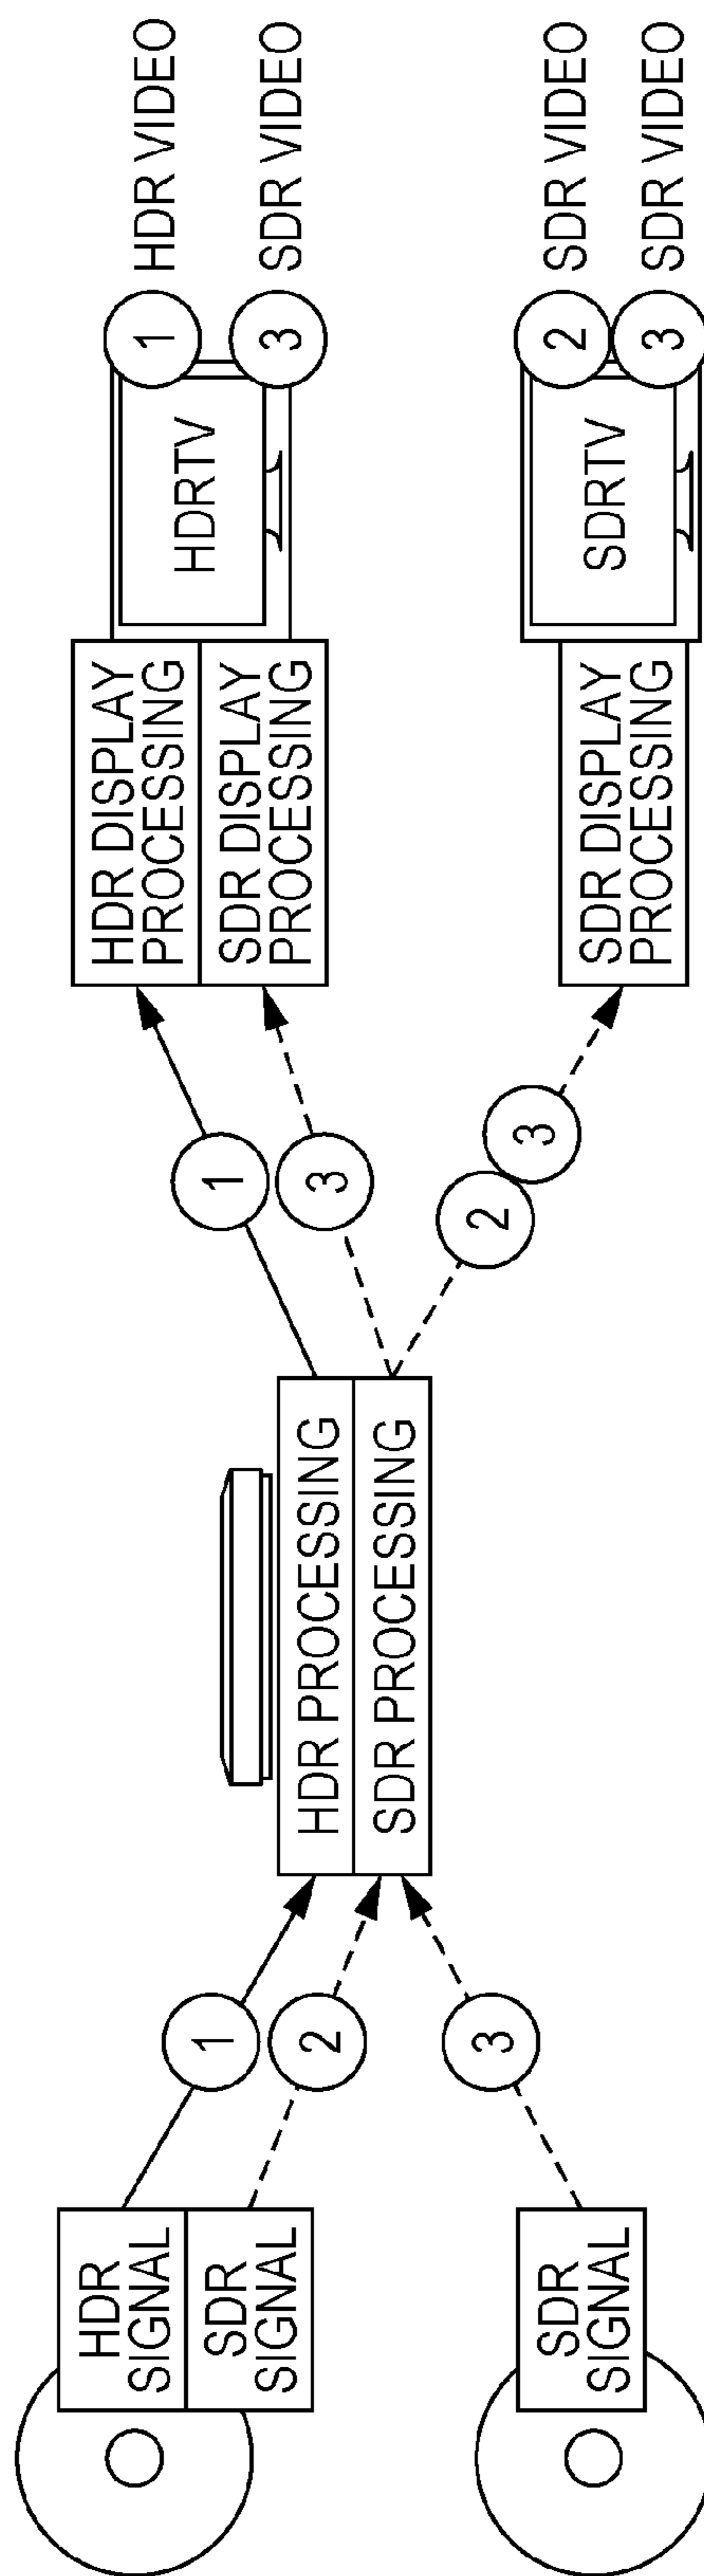 HDR
SIGNAL
SDR
SIGNAL
1
2
HDR PROCESSING
SDR PROCESSING
1
3
HDR DISPLAY
PROCESSING
SDR DISPLAY
PROCESSING
HDRTV
1
HDR VIDEO
3
SDR VIDEO
SDR
SIGNAL
3
2
3
SDR DISPLAY
PROCESSING
SDRTV
2
SDR VIDEO
3
SDR VIDEO